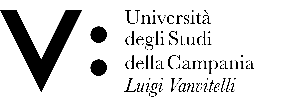 V:
Università
degli Studi
della Campania
Luigi Vanvitelli